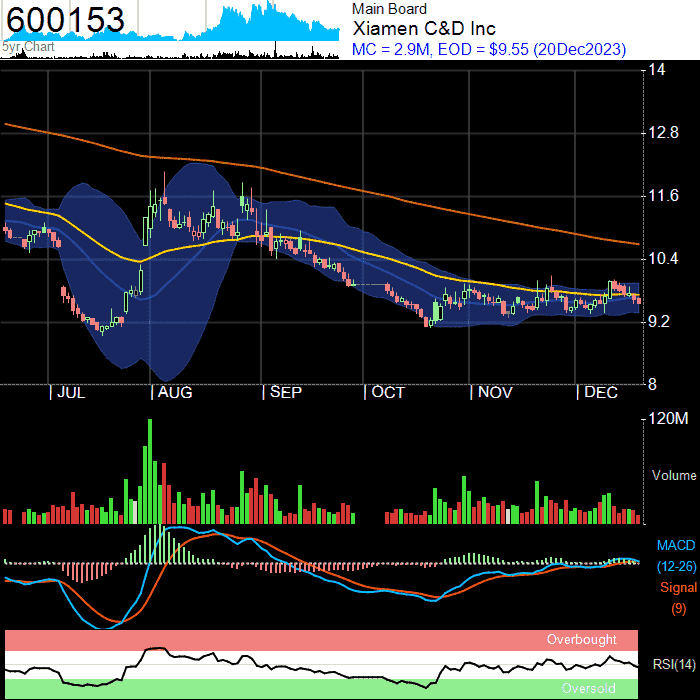 600153
5yr Chart
Main Board
Xiamen C&D Inc
MC = 2.9M, EOD = $9.55 (20Dec2023)
14
12.8
11.6
10.4
9.2
8
JUL
AUG
SEP
OCT
NOV
DEC
120M
Volume
MACD
(12-26)
Signal
(9)
Overbought
RSI(14)
Oversold